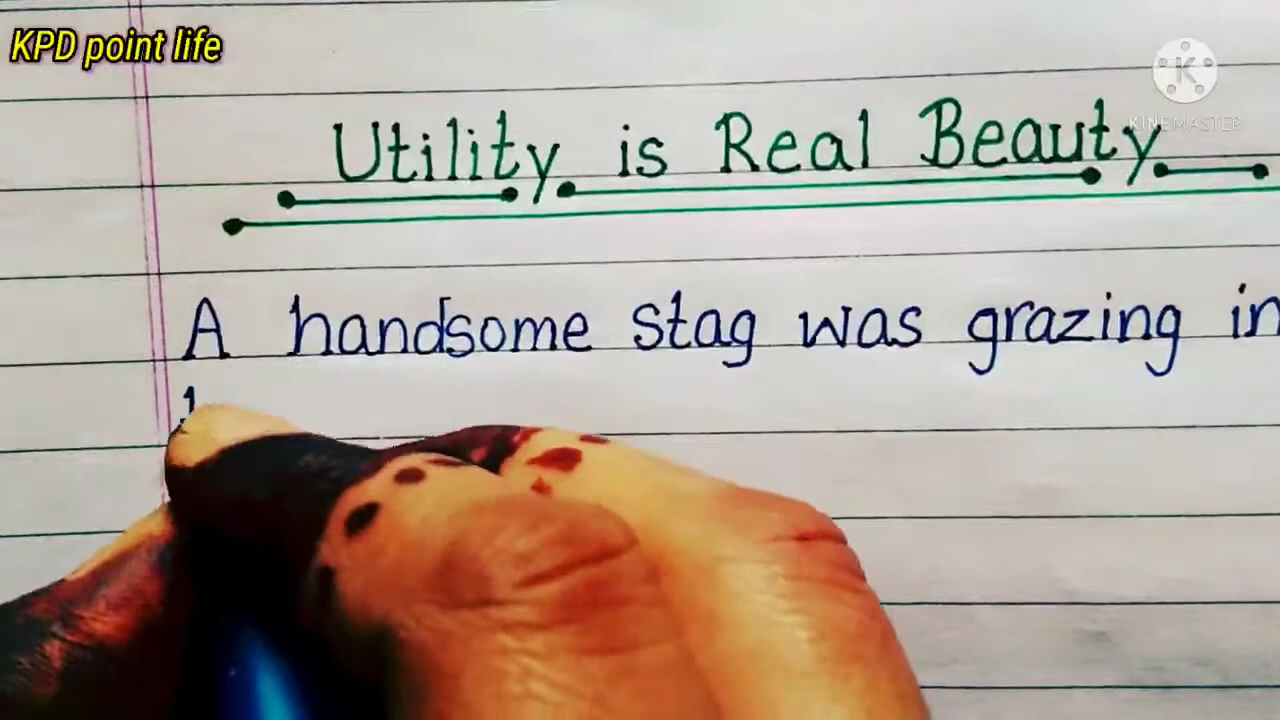 KPD point life
KINEMASTER
Utility is Real Beauty
A handsome stag was grazing in